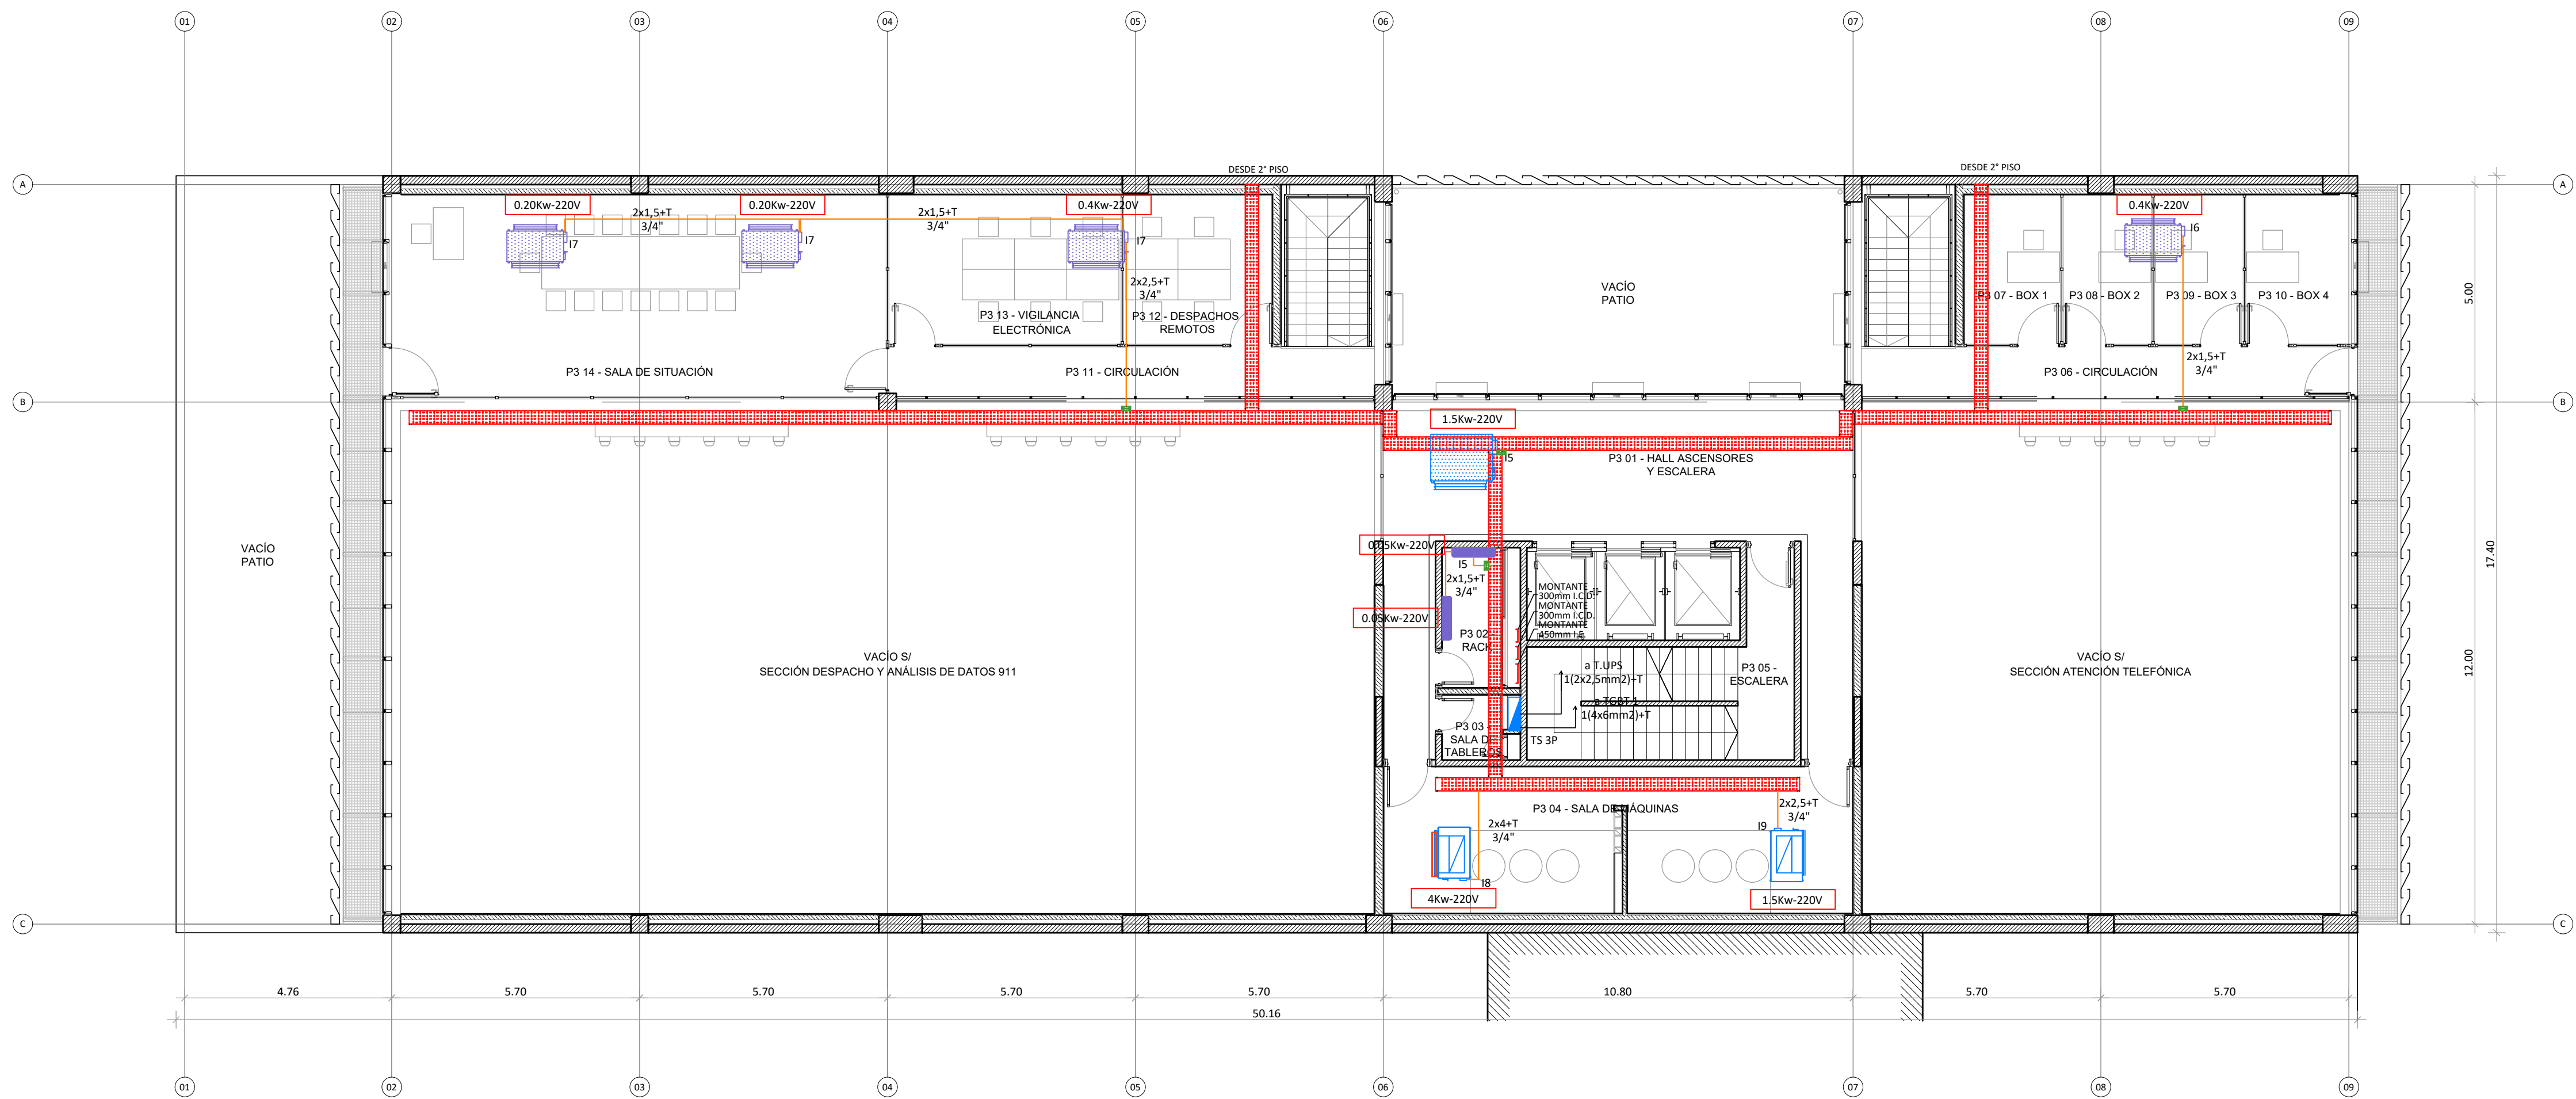 01
02
03
04
05
06
07
08
09
DESDE 2° PISO
DESDE 2° PISO
A
A
0.20Kw-220V
0.20Kw-220V
0.4Kw-220V
0.4Kw-220V
2x1,5+T
3/4"
2x1,5+T
3/4"
I7
I7
I7
I6
2x2,5+T
3/4"
VACÍO
PATIO
5.00
P3 13 - VIGILANCIA
ELECTRÓNICA
P3 12 - DESPACHOS
REMOTOS
P3 07 - BOX 1
P3 08 - BOX 2
P3 09 - BOX 3
P3 10 - BOX 4
2x1,5+T
3/4"
P3 14 - SALA DE SITUACIÓN
P3 11 - CIRCULACIÓN
P3 06 - CIRCULACIÓN
B
B
1.5Kw-220V
I5
P3 01 - HALL ASCENSORES
Y ESCALERA
VACÍO
PATIO
0.05Kw-220V
I5
2x1,5+T
3/4"
MONTANTE
300mm I.C.D.
MONTANTE
300mm I.C.D.
MONTANTE
450mm I.E.
0.05Kw-220V
P3 02
RACK
17.40
12.00
VACÍO S/
SECCIÓN DESPACHO Y ANÁLISIS DE DATOS 911
a T.UPS
1(2x2,5mm2)+T
P3 05 -
ESCALERA
VACÍO S/
SECCIÓN ATENCIÓN TELEFÓNICA
a TGBT 1
1(4x6mm2)+T
P3 03 -
SALA DE
TABLEROS
TS 3P
P3 04 - SALA DE MÁQUINAS
2x4+T
3/4"
2x2,5+T
3/4"
I9
I8
4Kw-220V
1.5Kw-220V
C
C
4.76
5.70
5.70
5.70
5.70
10.80
5.70
5.70
50.16
01
02
03
04
05
06
07
08
09